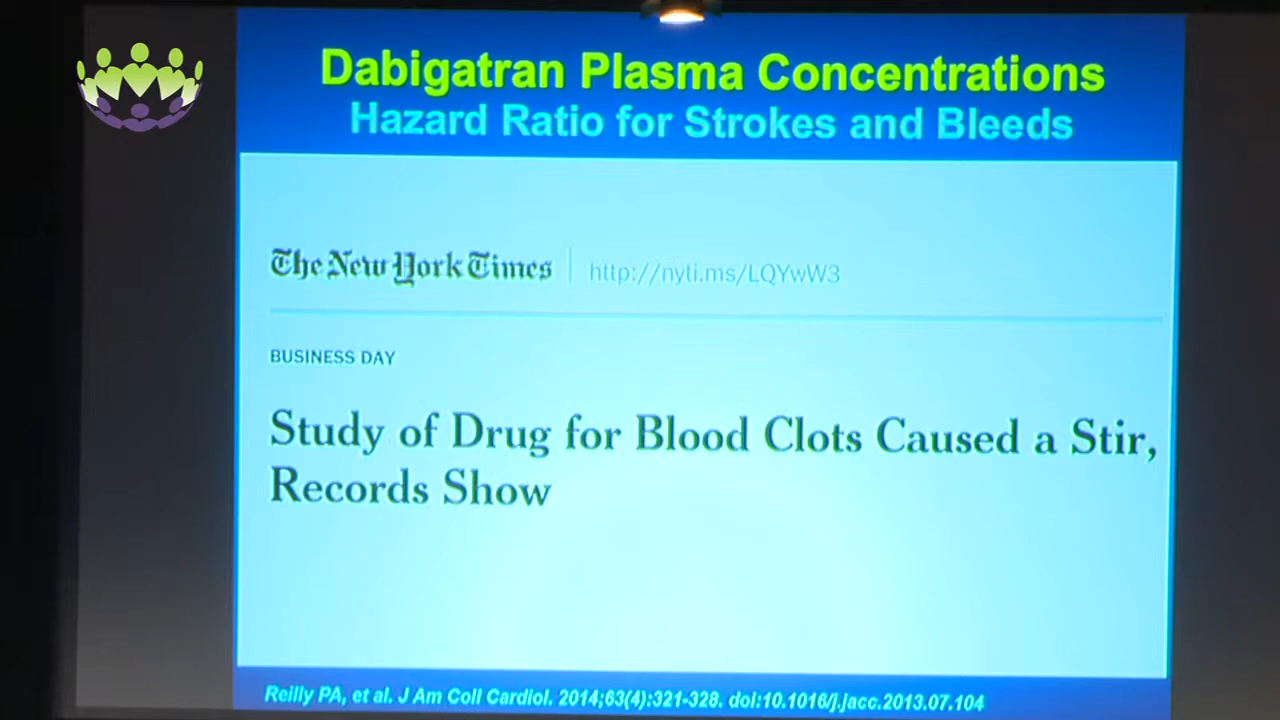 Dabigatran Plasma Concentrations
Hazard Ratio for Strokes and Bleeds
The New York Times
http://nyti.ms/LQYwW3
BUSINESS DAY
Study of Drug for Blood Clots Caused a Stir,
Records Show
Reilly PA, et al. J Am Coll Cardiol. 2014;63(4):321-328. doi:10.1016/j.jacc.2013.07.104